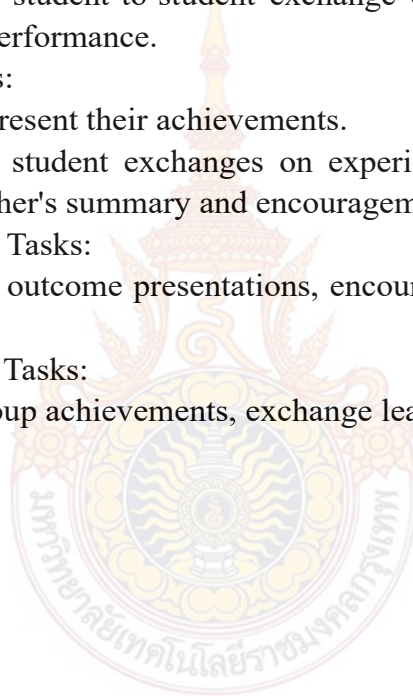 student to student exchange
erformance.
s:
resent their achievements.
student exchanges on experi
her's summary and encouragem
Tasks:
outcome presentations, encour
Tasks:
oup achievements, exchange lea
มหาวิทยาลัยเทคโนโลยีราชมงคลกรุงเทพ